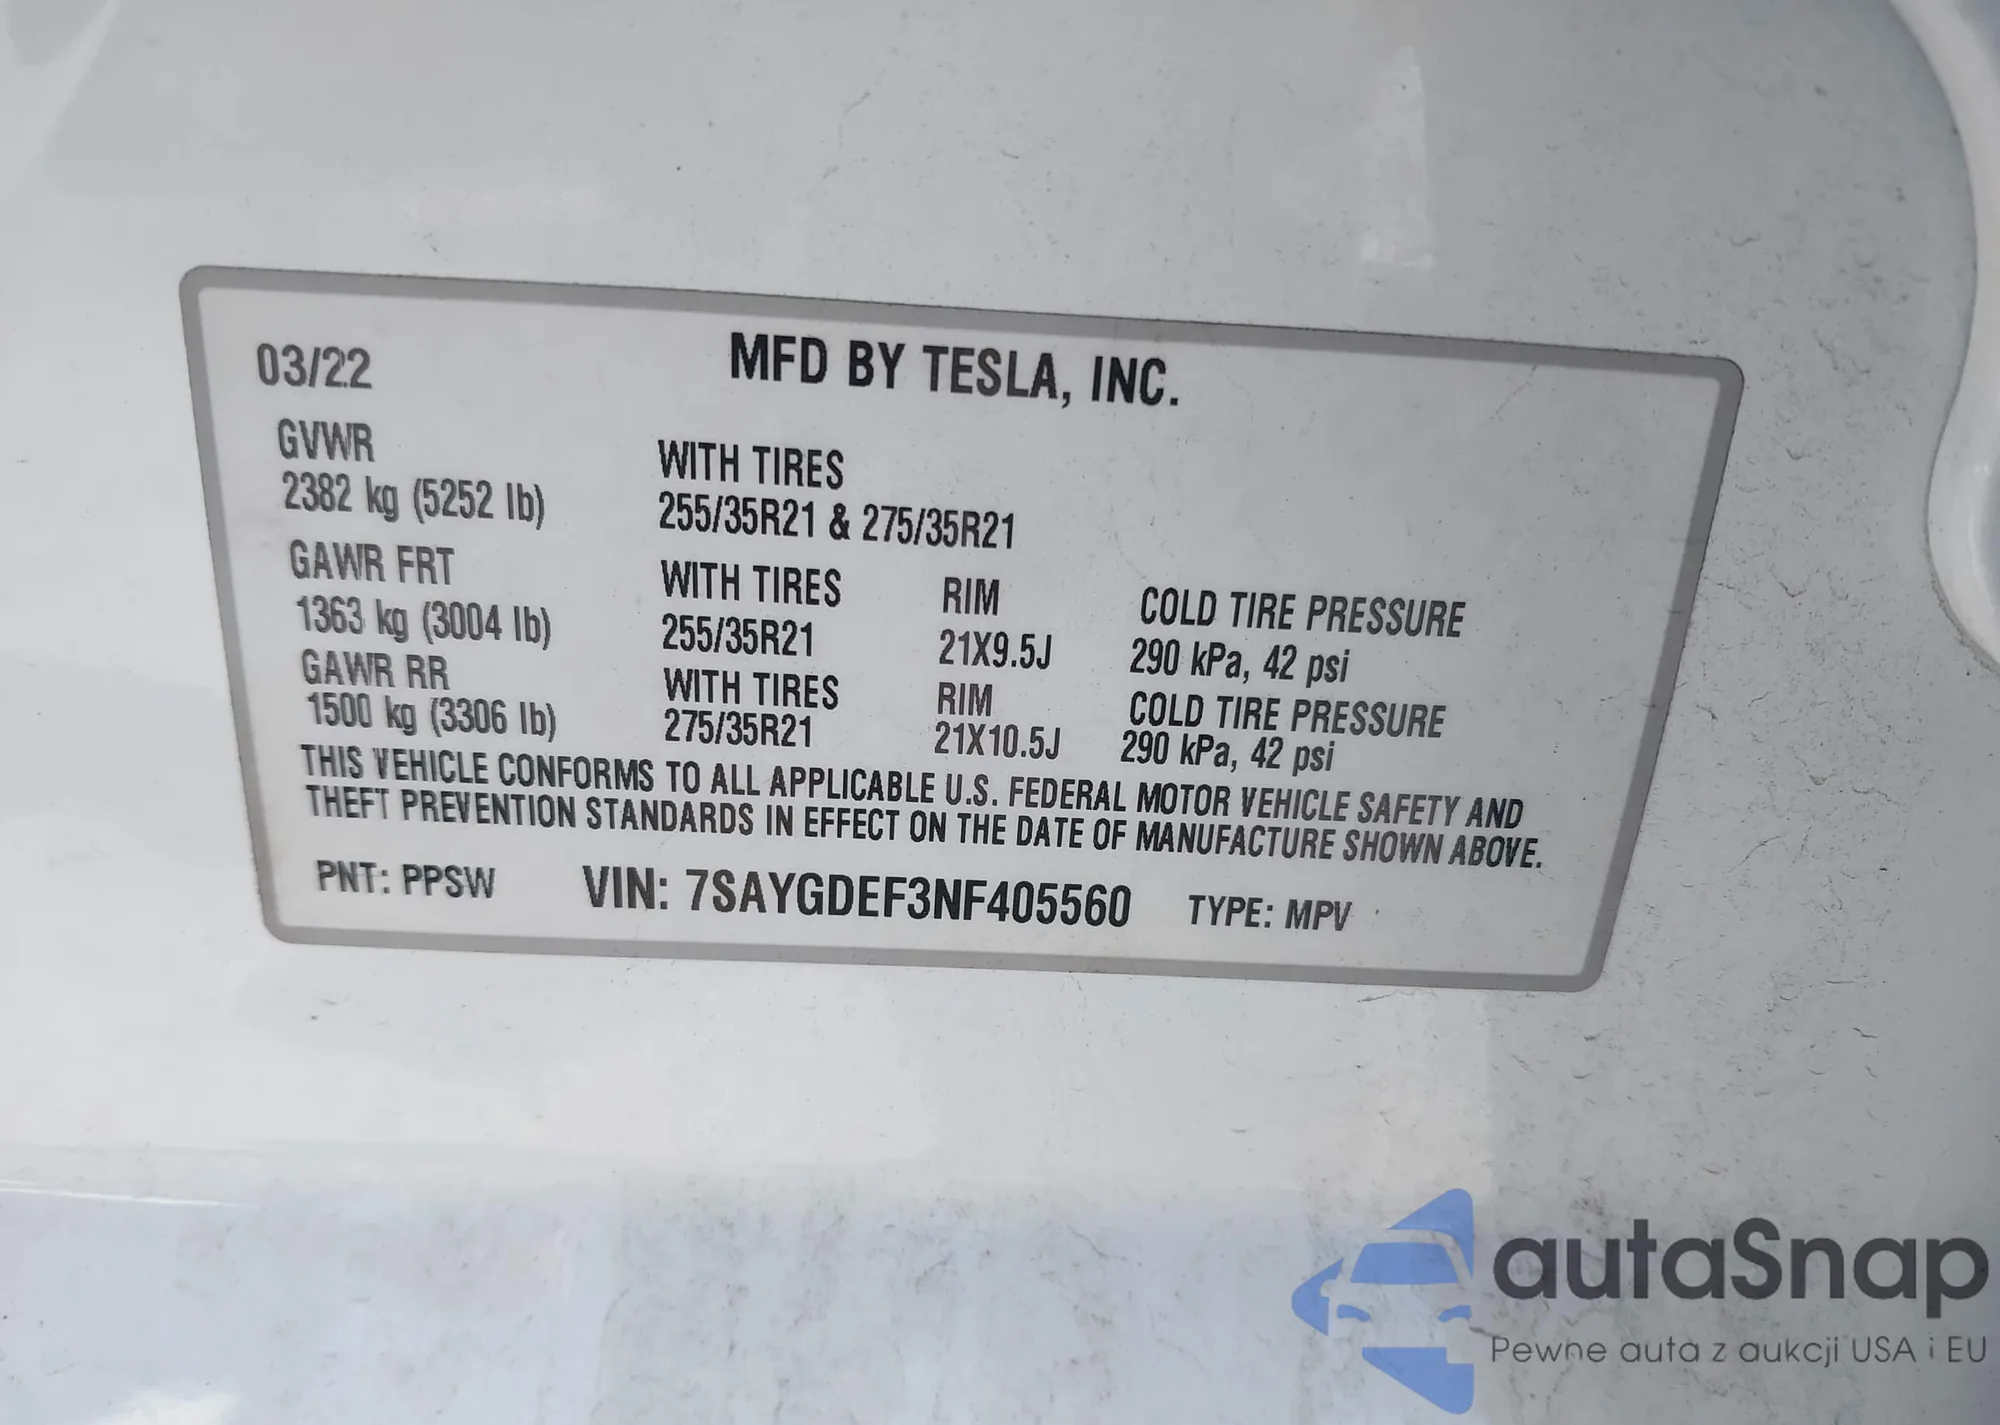 03/22 MFD BY TESLA, INC.
GVWR WITH TIRES
2382 kg (5252 lb) 255/35R21 & 275/35R21
GAWR FRT WITH TIRES RIM COLD TIRE PRESSURE
1363 kg (3004 lb) 255/35R21 21X9.5J 290 kPa, 42 psi
GAWR RR WITH TIRES RIM COLD TIRE PRESSURE
1500 kg (3306 lb) 275/35R21 21X10.5J 290 kPa, 42 psi
THIS VEHICLE CONFORMS TO ALL APPLICABLE U.S. FEDERAL MOTOR VEHICLE SAFETY AND
THEFT PREVENTION STANDARDS IN EFFECT ON THE DATE OF MANUFACTURE SHOWN ABOVE.
PNT: PPSW VIN: 7SAYGDEF3NF405560 TYPE: MPV
autaSnap
Pewne auta z aukcji USA i EU